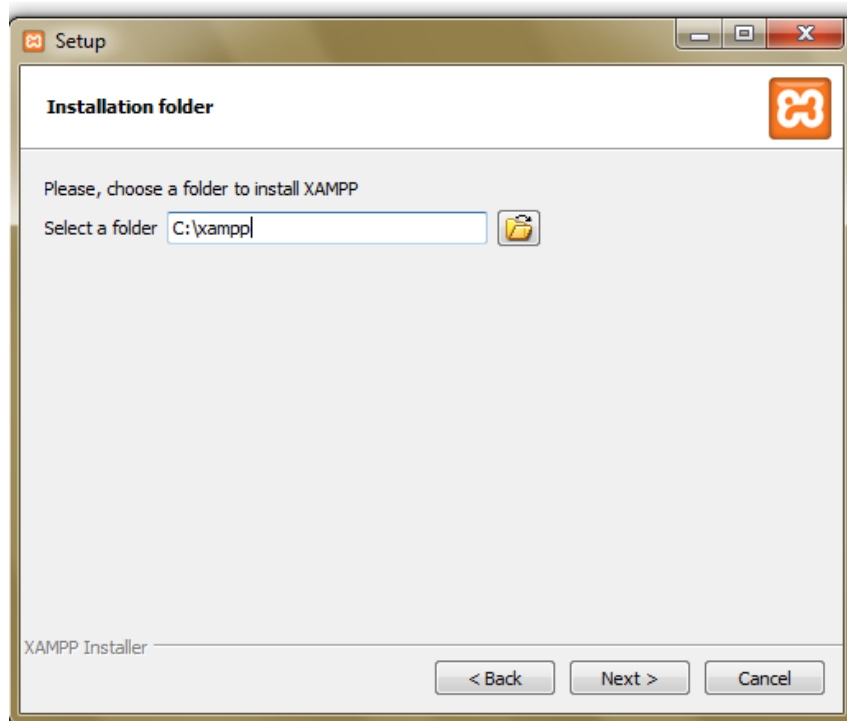 Setup
Installation folder
Please, choose a folder to install XAMPP
Select a folder C:\xampp
XAMPP Installer
< Back Next > Cancel